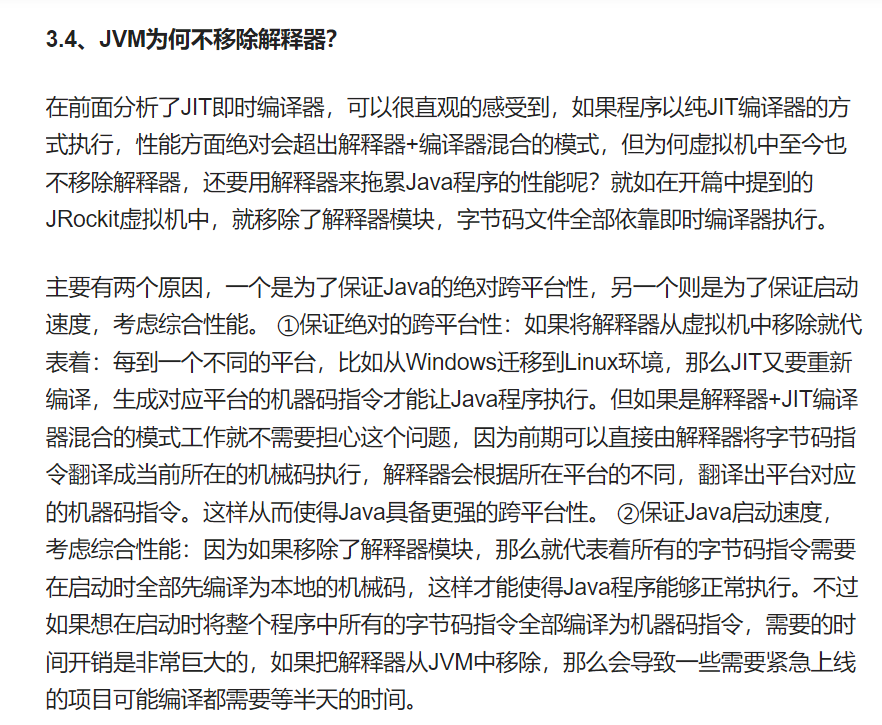 3.4、JVM为何不移除解释器？
在前面分析了JIT即时编译器，可以很直观的感受到，如果程序以纯JIT编译器的方
式执行，性能方面绝对会超出解释器+编译器混合的模式，但为何虚拟机中至今也
不移除解释器，还要用解释器来拖累Java程序的性能呢？就如在开篇中提到的
JRockit虚拟机中，就移除了解释器模块，字节码文件全部依靠即时编译器执行。
主要有两个原因，一个是为了保证Java的绝对跨平台性，另一个则是为了保证启动
速度，考虑综合性能。 ①保证绝对的跨平台性：如果将解释器从虚拟机中移除就代
表着：每到一个不同的平台，比如从Windows迁移到Linux环境，那么JIT又要重新
编译，生成对应平台的机器码指令才能让Java程序执行。但如果是解释器+JIT编译
器混合的模式工作就不需要担心这个问题，因为前期可以直接由解释器将字节码指
令翻译成当前所在的机械码执行，解释器会根据所在平台的不同，翻译出平台对应
的机器码指令。这样从而使得Java具备更强的跨平台性。 ②保证Java启动速度，
考虑综合性能：因为如果移除了解释器模块，那么就代表着所有的字节码指令需要
在启动时全部先编译为本地的机械码，这样才能使得Java程序能够正常执行。不过
如果想在启动时将整个程序中所有的字节码指令全部编译为机器码指令，需要的时
间开销是非常巨大的，如果把解释器从JVM中移除，那么会导致一些需要紧急上线
的项目可能编译都需要等半天的时间。